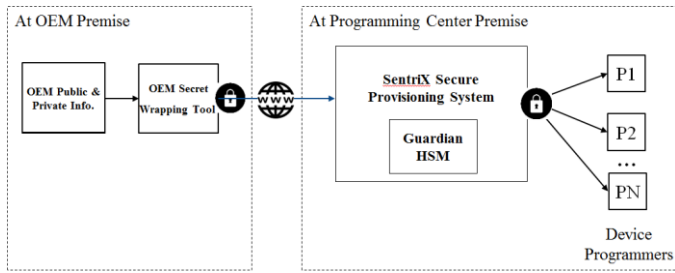 At OEM Premise
At Programming Center Premise
OEM Public &
Private Info.
OEM Secret
Wrapping Tool
www
SentriX Secure
Provisioning System
Guardian
HSM
P1
P2
...
PN
Device
Programmers